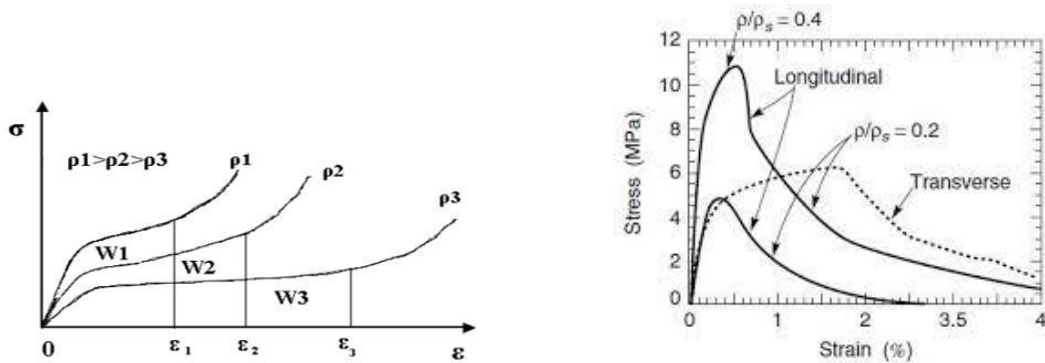 σ
ρ1>ρ2>ρ3
ρ1
ρ2
ρ3
W1
W2
W3
0
ε1
ε2
ε3
ε
ρ/ρs = 0.4
12
10
8
6
4
2
0
Stress (MPa)
Longitudinal
ρ/ρs = 0.2
Transverse
0 1 2 3.5 4
Strain (%)